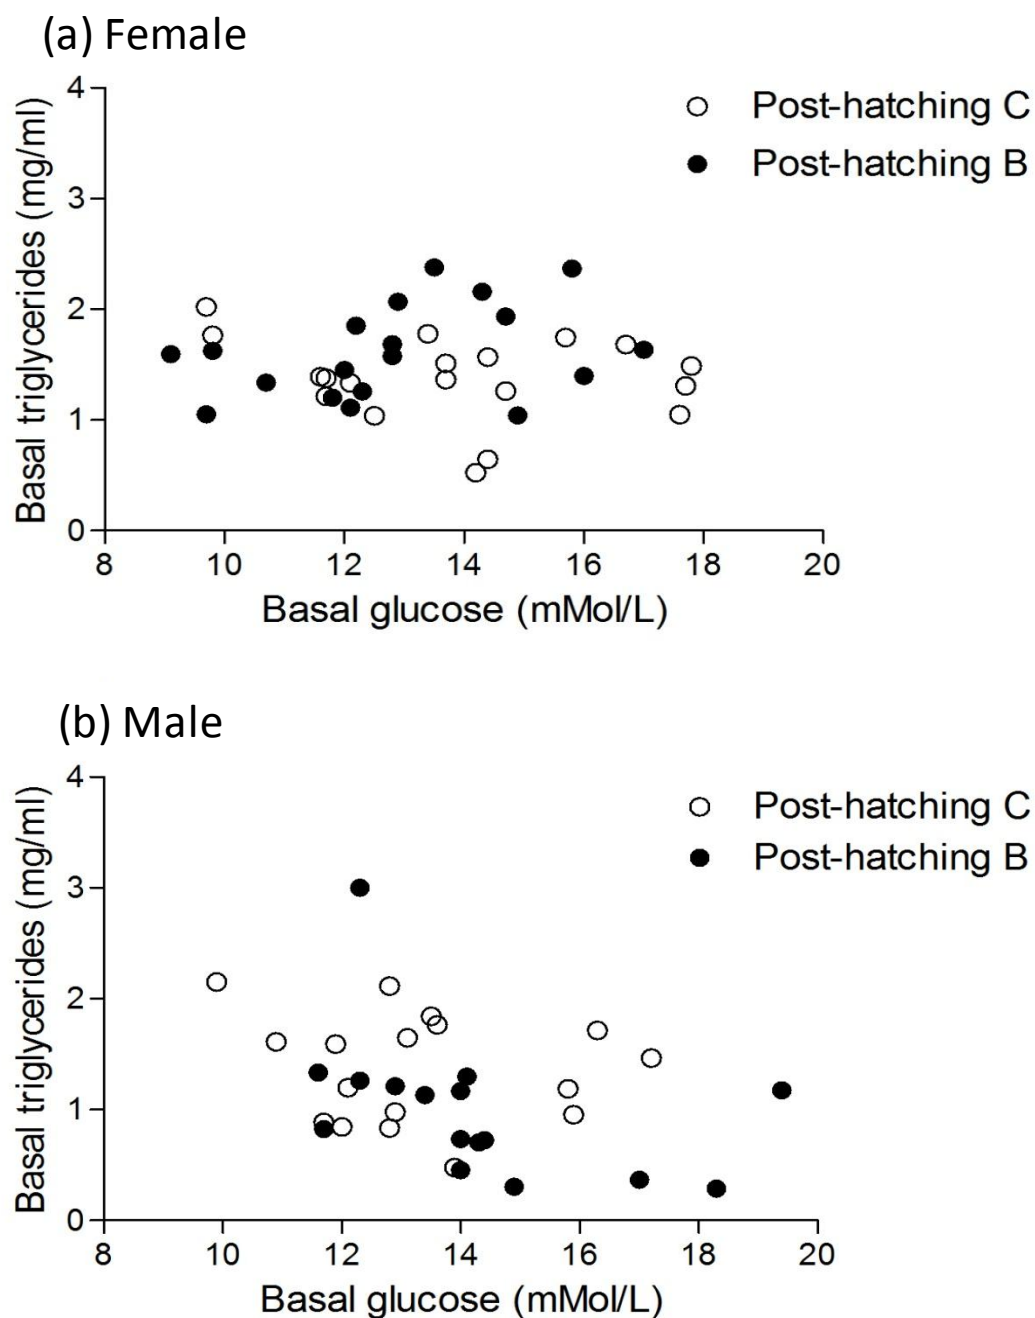 (a) Female
4
Post-hatching C
Post-hatching B
3
2
1
0
Basal triglycerides (mg/ml)
8 10 12 14 16 18 20
Basal glucose (mMol/L)
(b) Male
4
Post-hatching C
Post-hatching B
3
2
1
0
Basal triglycerides (mg/ml)
8 10 12 14 16 18 20
Basal glucose (mMol/L)